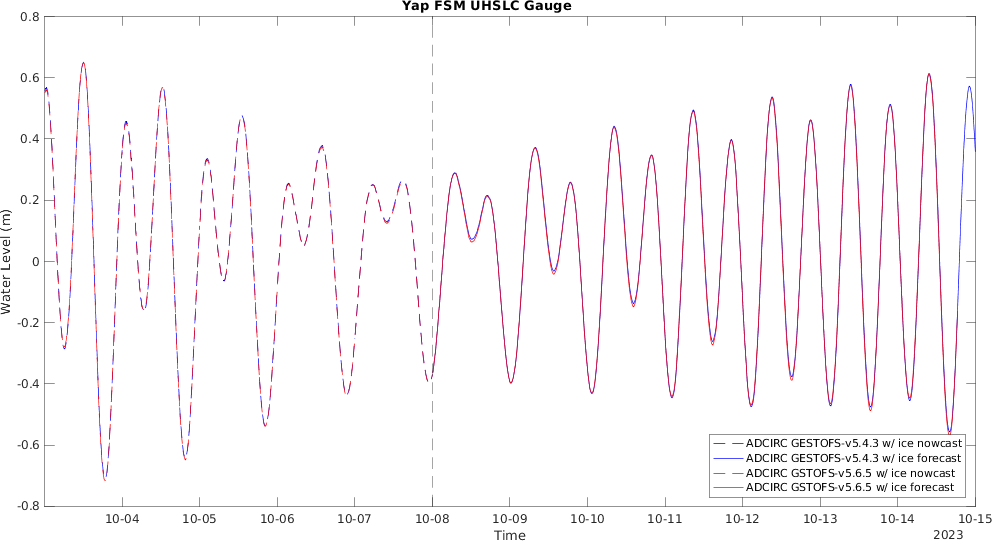 Yap FSM UHSLC Gauge
0.8
0.6
0.4
0.2
0
-0.2
-0.4
-0.6
-0.8
Water Level (m)
10-04 10-05 10-06 10-07 10-08 10-09 10-10 10-11 10-12 10-13 10-14 10-15
Time
2023
ADCIRC GESTOFS-v5.4.3 w/ ice nowcast
ADCIRC GESTOFS-v5.4.3 w/ ice forecast
ADCIRC GSTOFS-v5.6.5 w/ ice nowcast
ADCIRC GSTOFS-v5.6.5 w/ ice forecast